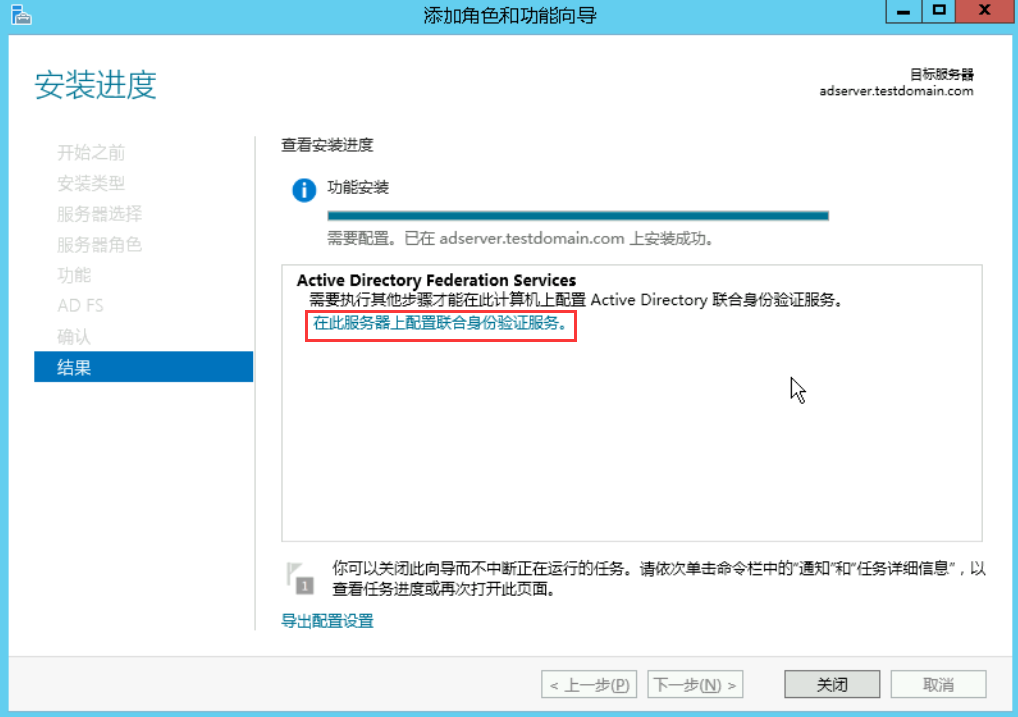 添加角色和功能向导
安装进度
目标服务器
adserver.testdomain.com
开始之前
安装类型
服务器选择
服务器角色
功能
AD FS
确认
结果
查看安装进度
功能安装
需要配置。已在 adserver.testdomain.com 上安装成功。
Active Directory Federation Services
需要执行其他步骤才能在此计算机上配置 Active Directory 联合身份验证服务。
在此服务器上配置联合身份验证服务。
1
你可以关闭此向导而不中断正在运行的任务。请依次单击命令栏中的"通知"和"任务详细信息"，以
查看任务进度或再次打开此页面。
导出配置设置
< 上一步(P)
下一步(N) >
关闭
取消